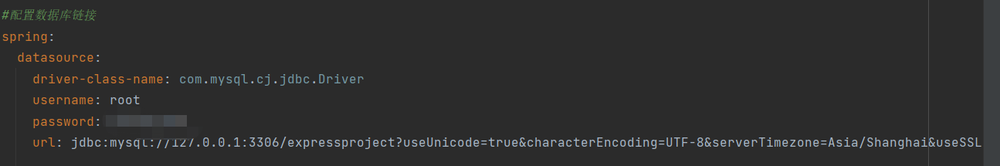 #配置数据库链接
spring:
datasource:
driver-class-name: com.mysql.cj.jdbc.Driver
username: root
password:
url: jdbc:mysql://127.0.0.1:3306/expressproject?useUnicode=true&characterEncoding=UTF-8&serverTimezone=Asia/Shanghai&useSSL